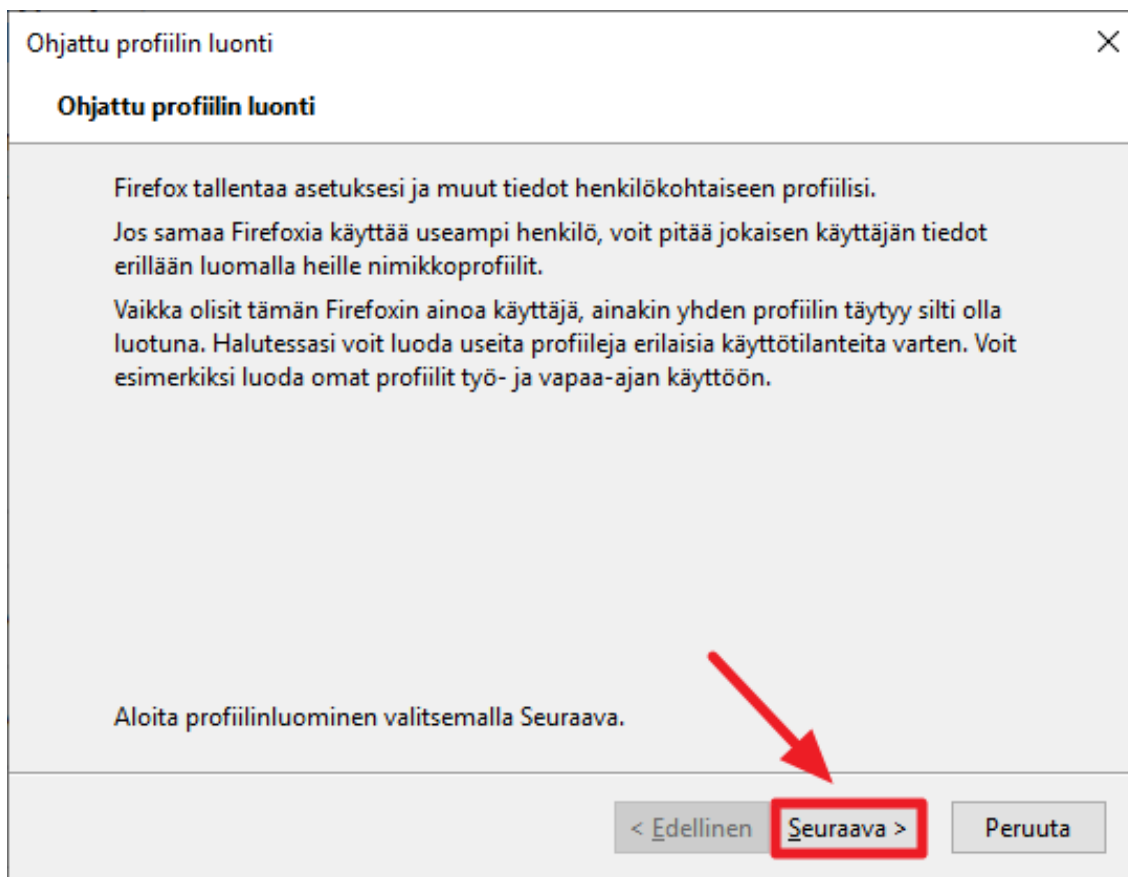 Ohjattu profiilin luonti
Ohjattu profiilin luonti
Firefox tallentaa asetuksesi ja muut tiedot henkilökohtaiseen profiilisi.
Jos samaa Firefoxia käyttää useampi henkilö, voit pitää jokaisen käyttäjän tiedot
erillään luomalla heille nimikkoprofiilit.
Vaikka olisit tämän Firefoxin ainoa käyttäjä, ainakin yhden profiilin täytyy silti olla
luotuna. Halutessasi voit luoda useita profiileja erilaisia käyttötilanteita varten. Voit
esimerkiksi luoda omat profiilit työ- ja vapaa-ajan käyttöön.
Aloita profiilinluominen valitsemalla Seuraava.
< Edellinen Seuraava > Peruuta